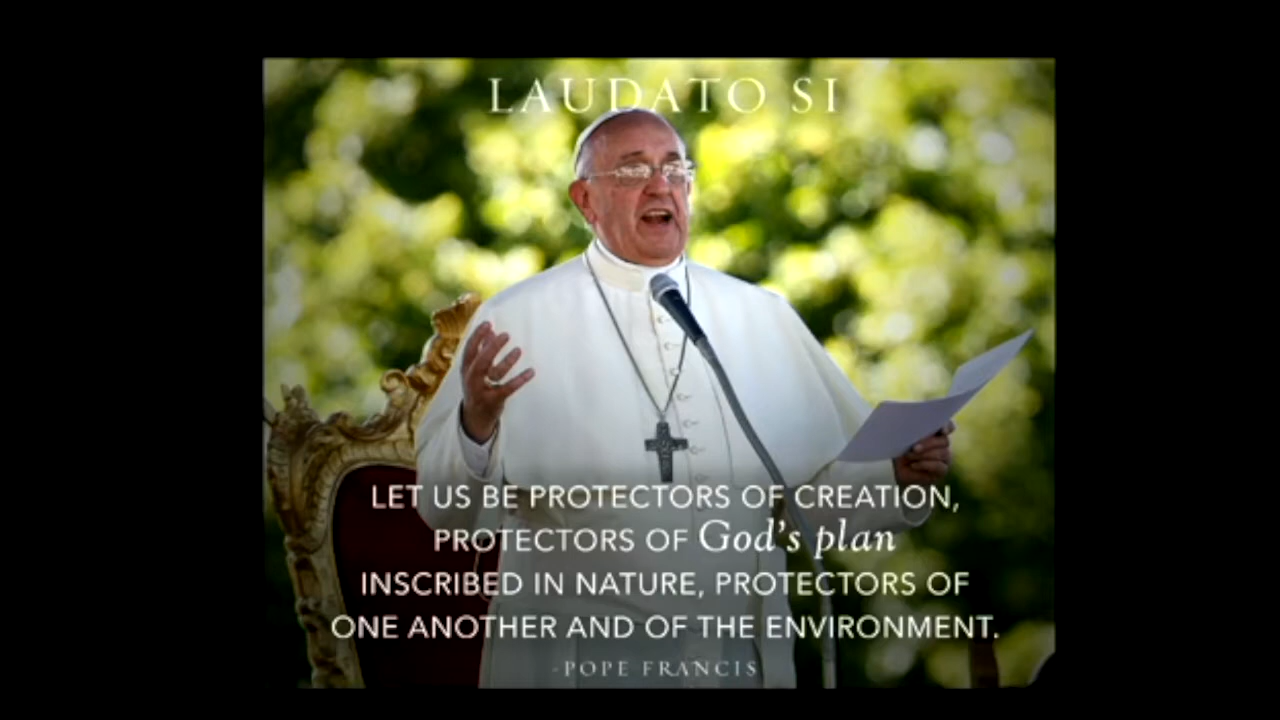 LAUDATO SI
LET US BE PROTECTORS OF CREATION,
PROTECTORS OF God's plan
INSCRIBED IN NATURE, PROTECTORS OF
ONE ANOTHER AND OF THE ENVIRONMENT.
-POPE FRANCIS